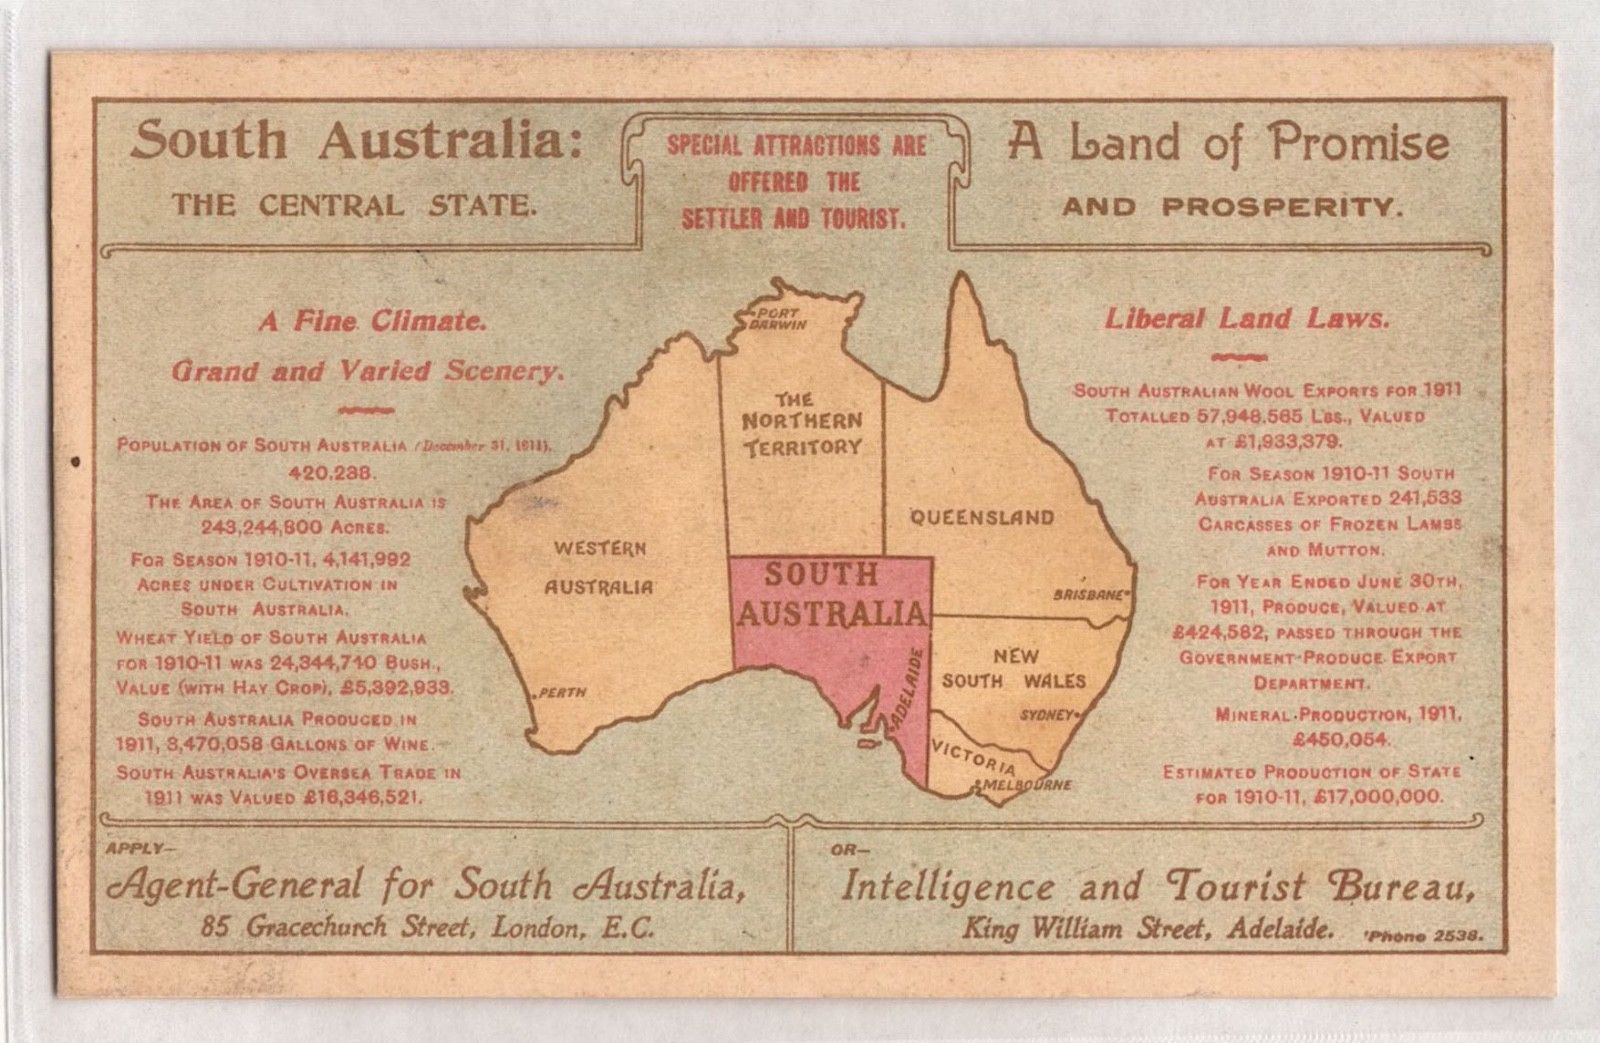 South Australia:
THE CENTRAL STATE.
SPECIAL ATTRACTIONS ARE
OFFERED THE
SETTLER AND TOURIST.
A Land of Promise
AND PROSPERITY.
A Fine Climate.
Grand and Varied Scenery.
POPULATION OF SOUTH AUSTRALIA (December 31, 1911),
420,238.
THE AREA OF SOUTH AUSTRALIA IS
243,244,800 ACRES.
FOR SEASON 1910-11, 4,141,992
ACRES UNDER CULTIVATION IN
SOUTH AUSTRALIA.
WHEAT YIELD OF SOUTH AUSTRALIA
FOR 1910-11 WAS 24,344,740 BUSH.,
VALUE (WITH HAY CROP), £5,392,933.
SOUTH AUSTRALIA PRODUCED IN
1911, 3,470,058 GALLONS OF WINE.
SOUTH AUSTRALIA'S OVERSEA TRADE IN
1911 WAS VALUED £16,346,521.
PORT
DARWIN
THE
NORTHERN
TERRITORY
QUEENSLAND
WESTERN
AUSTRALIA
SOUTH
AUSTRALIA
BRISBANE
NEW
SOUTH WALES
PERTH
ADELAIDE
SYDNEY
VICTORIA
MELBOURNE
Liberal Land Laws.
SOUTH AUSTRALIAN WOOL EXPORTS FOR 1911
TOTALLED 57,948,565 LBS., VALUED
AT £1,933,379.
FOR SEASON 1910-11 SOUTH
AUSTRALIA EXPORTED 241,533
CARCASSES OF FROZEN LAMBS
AND MUTTON.
FOR YEAR ENDED JUNE 30TH,
1911, PRODUCE, VALUED AT
£424,582, PASSED THROUGH THE
GOVERNMENT PRODUCE EXPORT
DEPARTMENT.
MINERAL PRODUCTION, 1911,
£450,054.
ESTIMATED PRODUCTION OF STATE
FOR 1910-11, £17,000,000.
APPLY—
Agent-General for South Australia,
85 Gracechurch Street, London, E.C.
OR—
Intelligence and Tourist Bureau,
King William Street, Adelaide. 'Phone 2538.